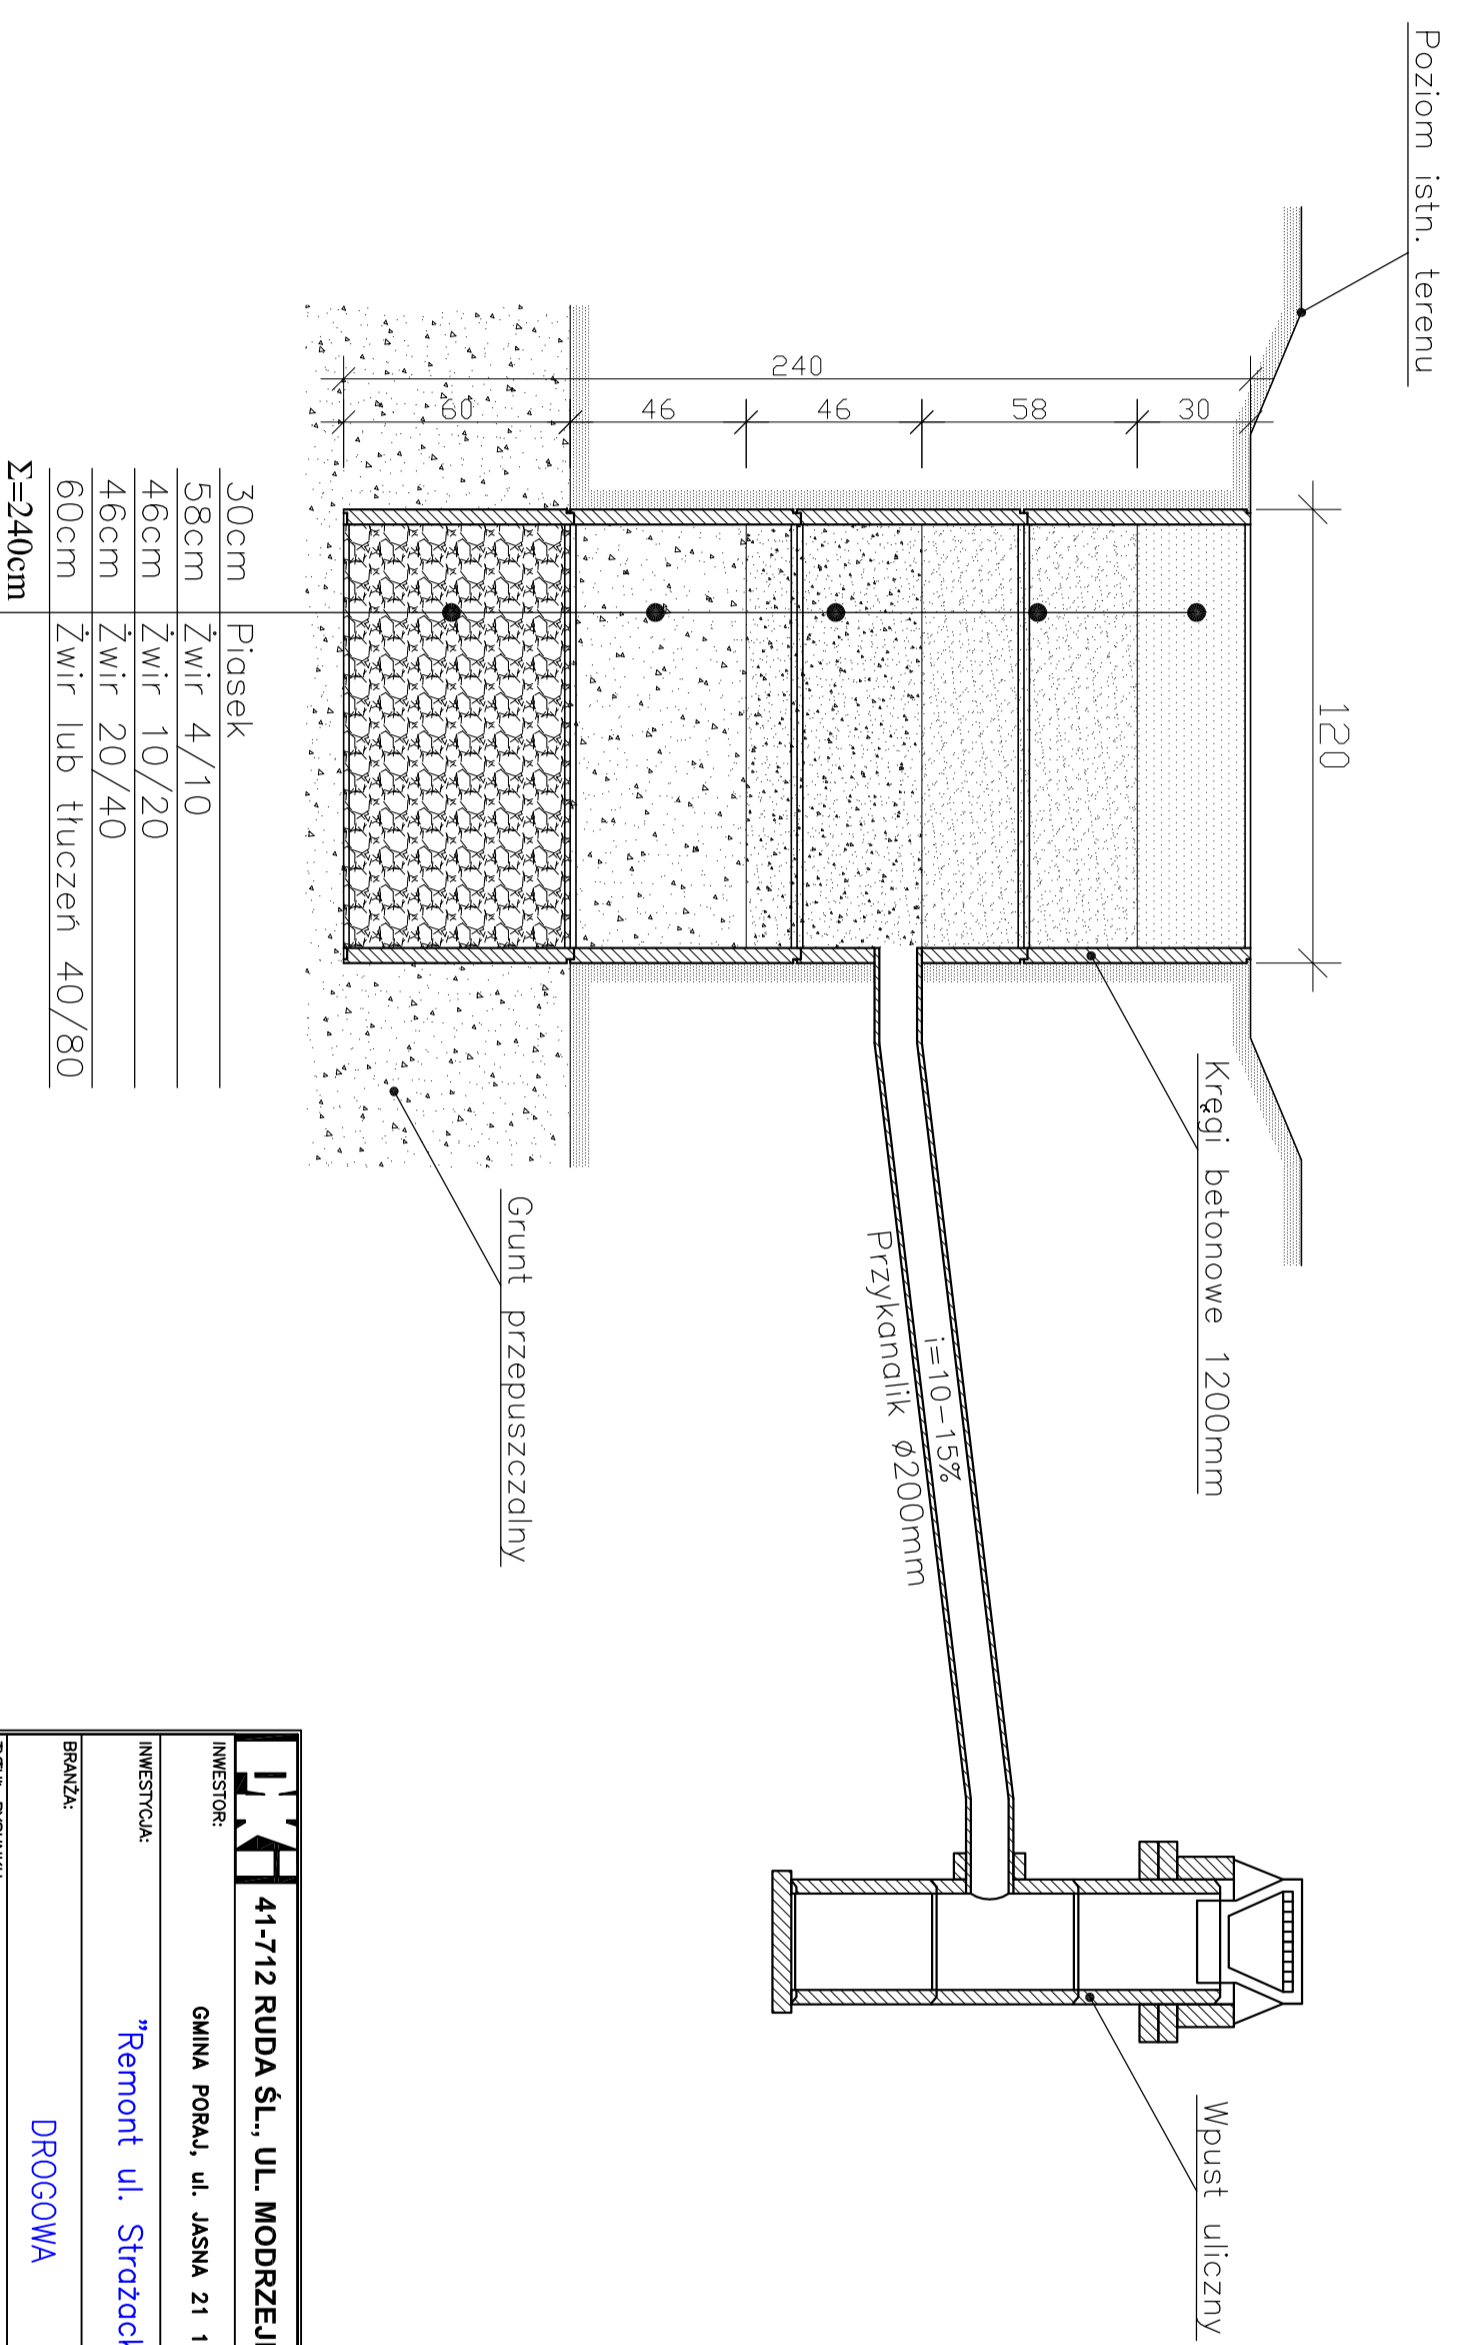 Poziom istn. terenu
120
240
60
46
46
58
30
Kręgi betonowe 1200mm
Wpust uliczny
i=10-15%
Przykanalik ø200mm
Grunt przepuszczalny
30cm Piasek
58cm Żwir 4/10
46cm Żwir 10/20
46cm Żwir 20/40
60cm Żwir lub tłuczeń 40/80
Σ=240cm
41-712 RUDA ŚL., UL. MODRZEJ
INWESTOR:
GMINA PORAJ, ul. JASNA 21
INWESTYCJA:
"Remont ul. Strażack
BRANŻA:
DROGOWA